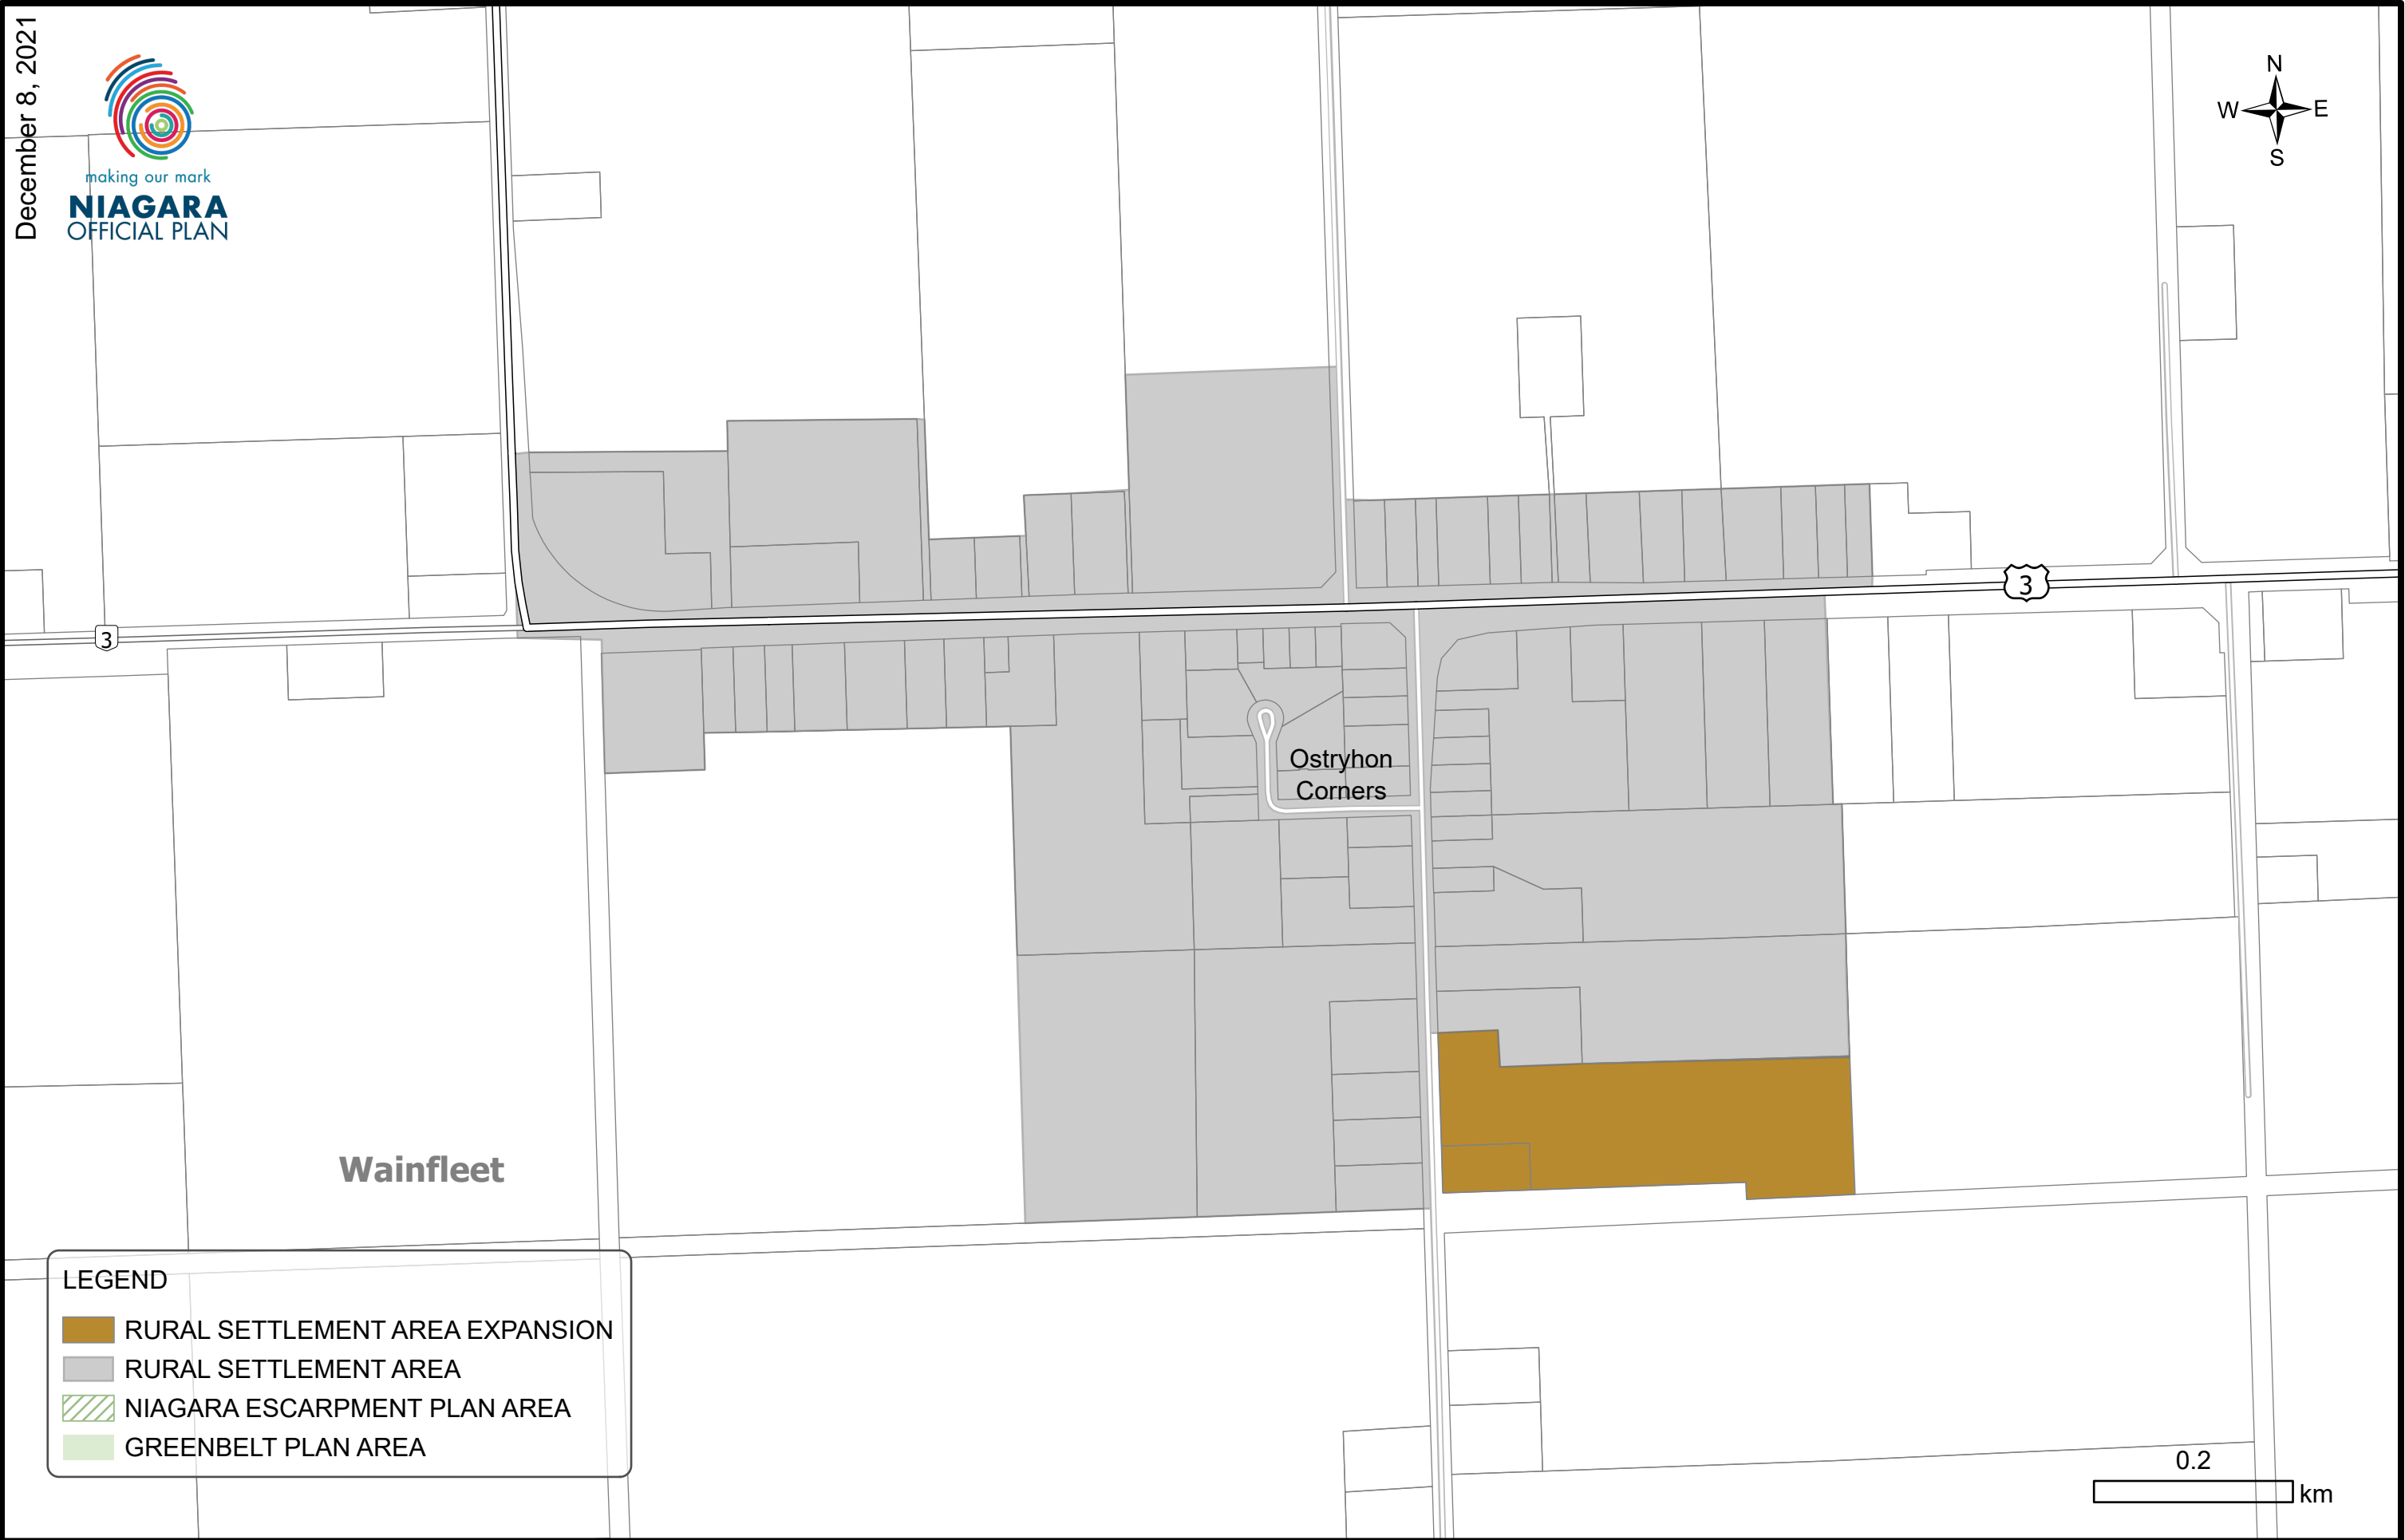 December 8, 2021
making our mark
NIAGARA
OFFICIAL PLAN
N
W
E
S
3
3
Ostryhon
Corners
Wainfleet
LEGEND
RURAL SETTLEMENT AREA EXPANSION
RURAL SETTLEMENT AREA
NIAGARA ESCARPMENT PLAN AREA
GREENBELT PLAN AREA
0.2
km